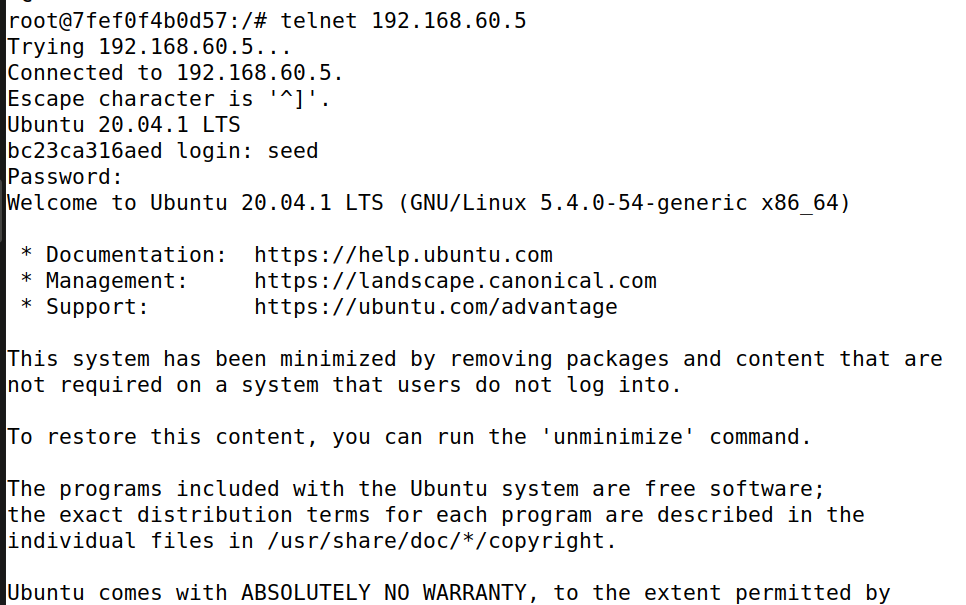 root@7fef0f4b0d57:/# telnet 192.168.60.5
Trying 192.168.60.5...
Connected to 192.168.60.5.
Escape character is '^]'.
Ubuntu 20.04.1 LTS
bc23ca316aed login: seed
Password:
Welcome to Ubuntu 20.04.1 LTS (GNU/Linux 5.4.0-54-generic x86_64)
* Documentation:  https://help.ubuntu.com
* Management:     https://landscape.canonical.com
* Support:        https://ubuntu.com/advantage
This system has been minimized by removing packages and content that are
not required on a system that users do not log into.
To restore this content, you can run the 'unminimize' command.
The programs included with the Ubuntu system are free software;
the exact distribution terms for each program are described in the
individual files in /usr/share/doc/*/copyright.
Ubuntu comes with ABSOLUTELY NO WARRANTY, to the extent permitted by